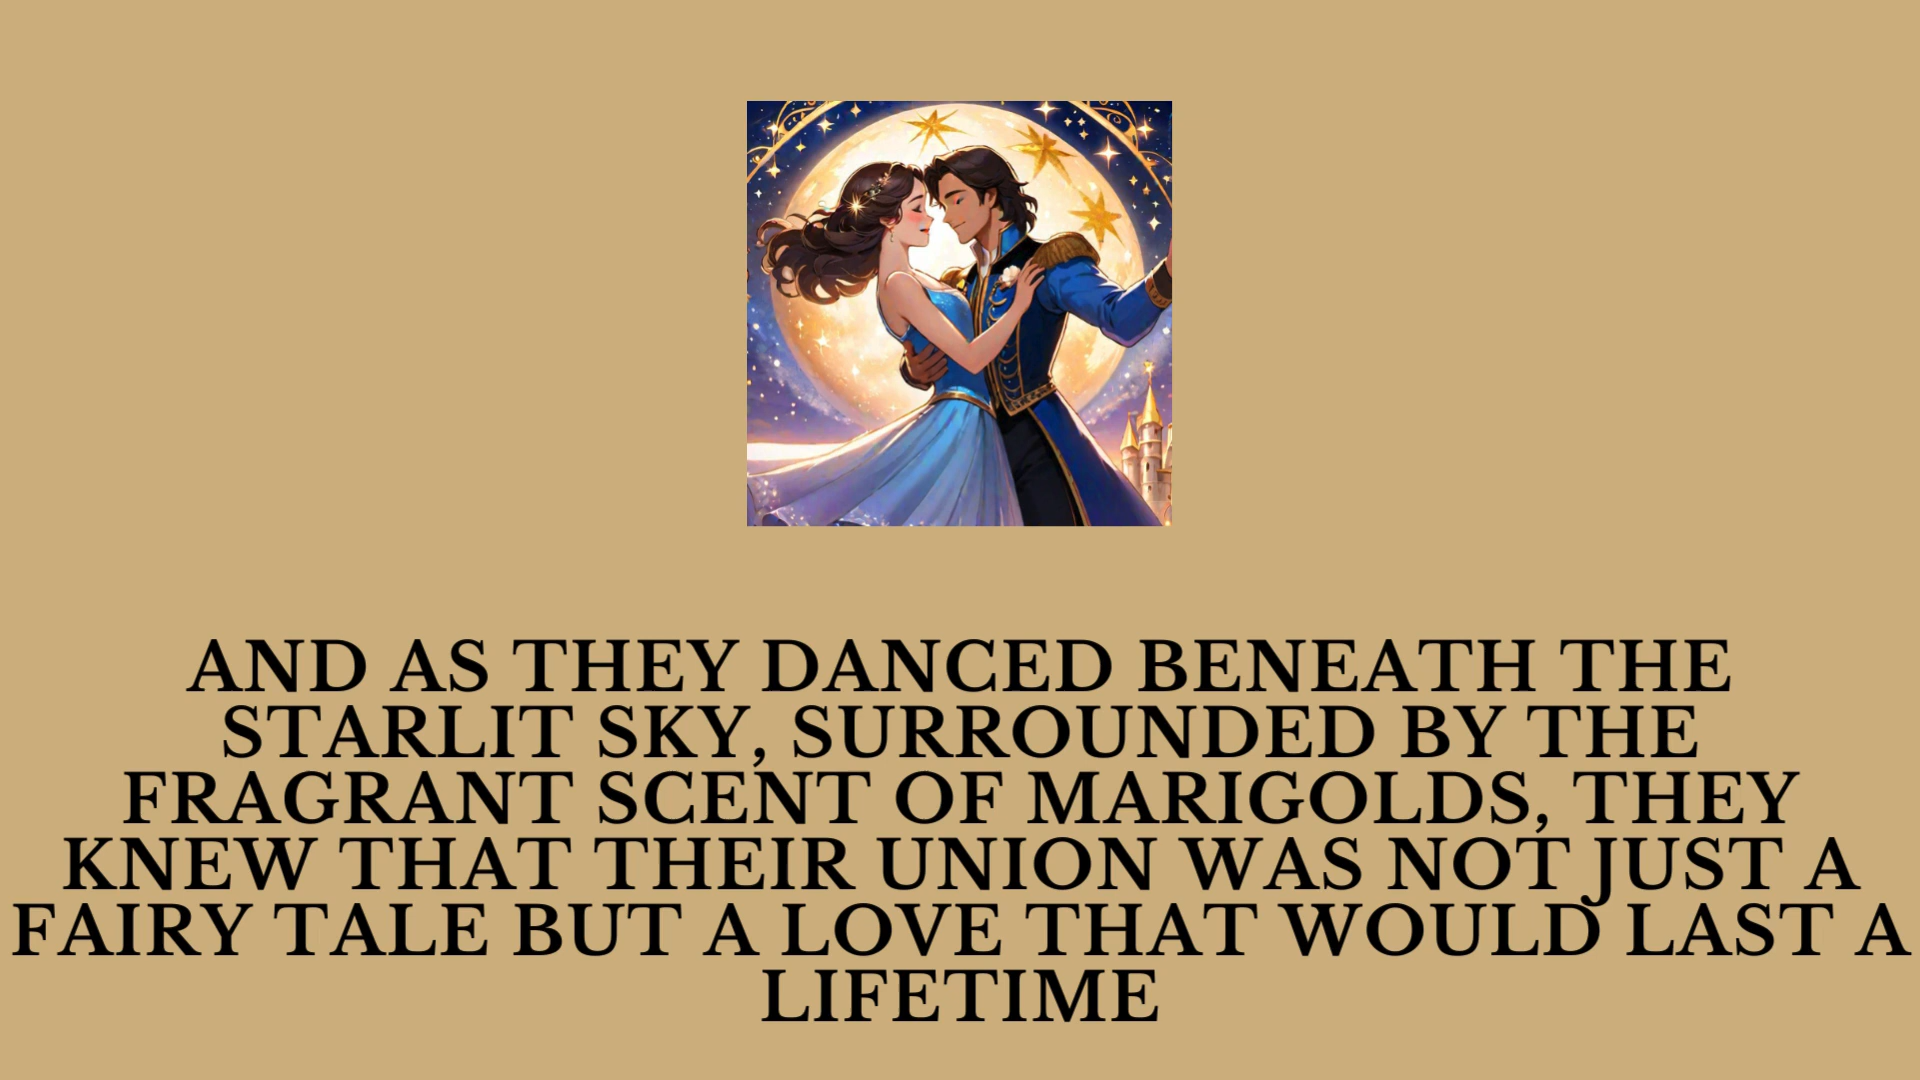 AND AS THEY DANCED BENEATH THE
STARLIT SKY, SURROUNDED BY THE
FRAGRANT SCENT OF MARIGOLDS, THEY
KNEW THAT THEIR UNION WAS NOT JUST A
FAIRY TALE BUT A LOVE THAT WOULD LAST A
LIFETIME